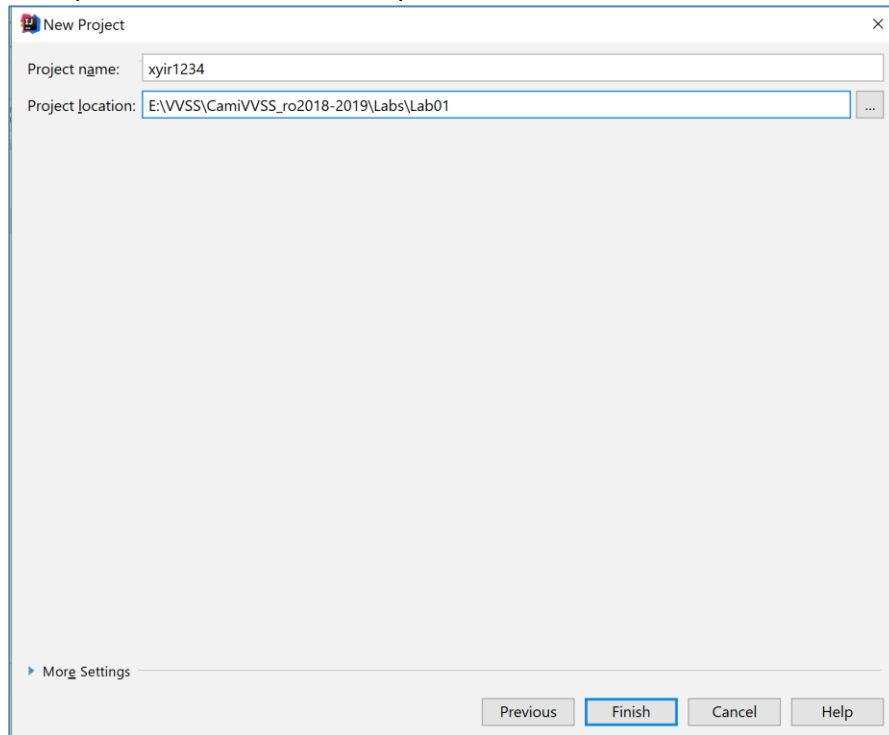 New Project
Project name: xyir1234
Project location: E:\VVSS\CamiVVSS_ro2018-2019\Labs\Lab01 ...
More Settings
Previous Finish Cancel Help